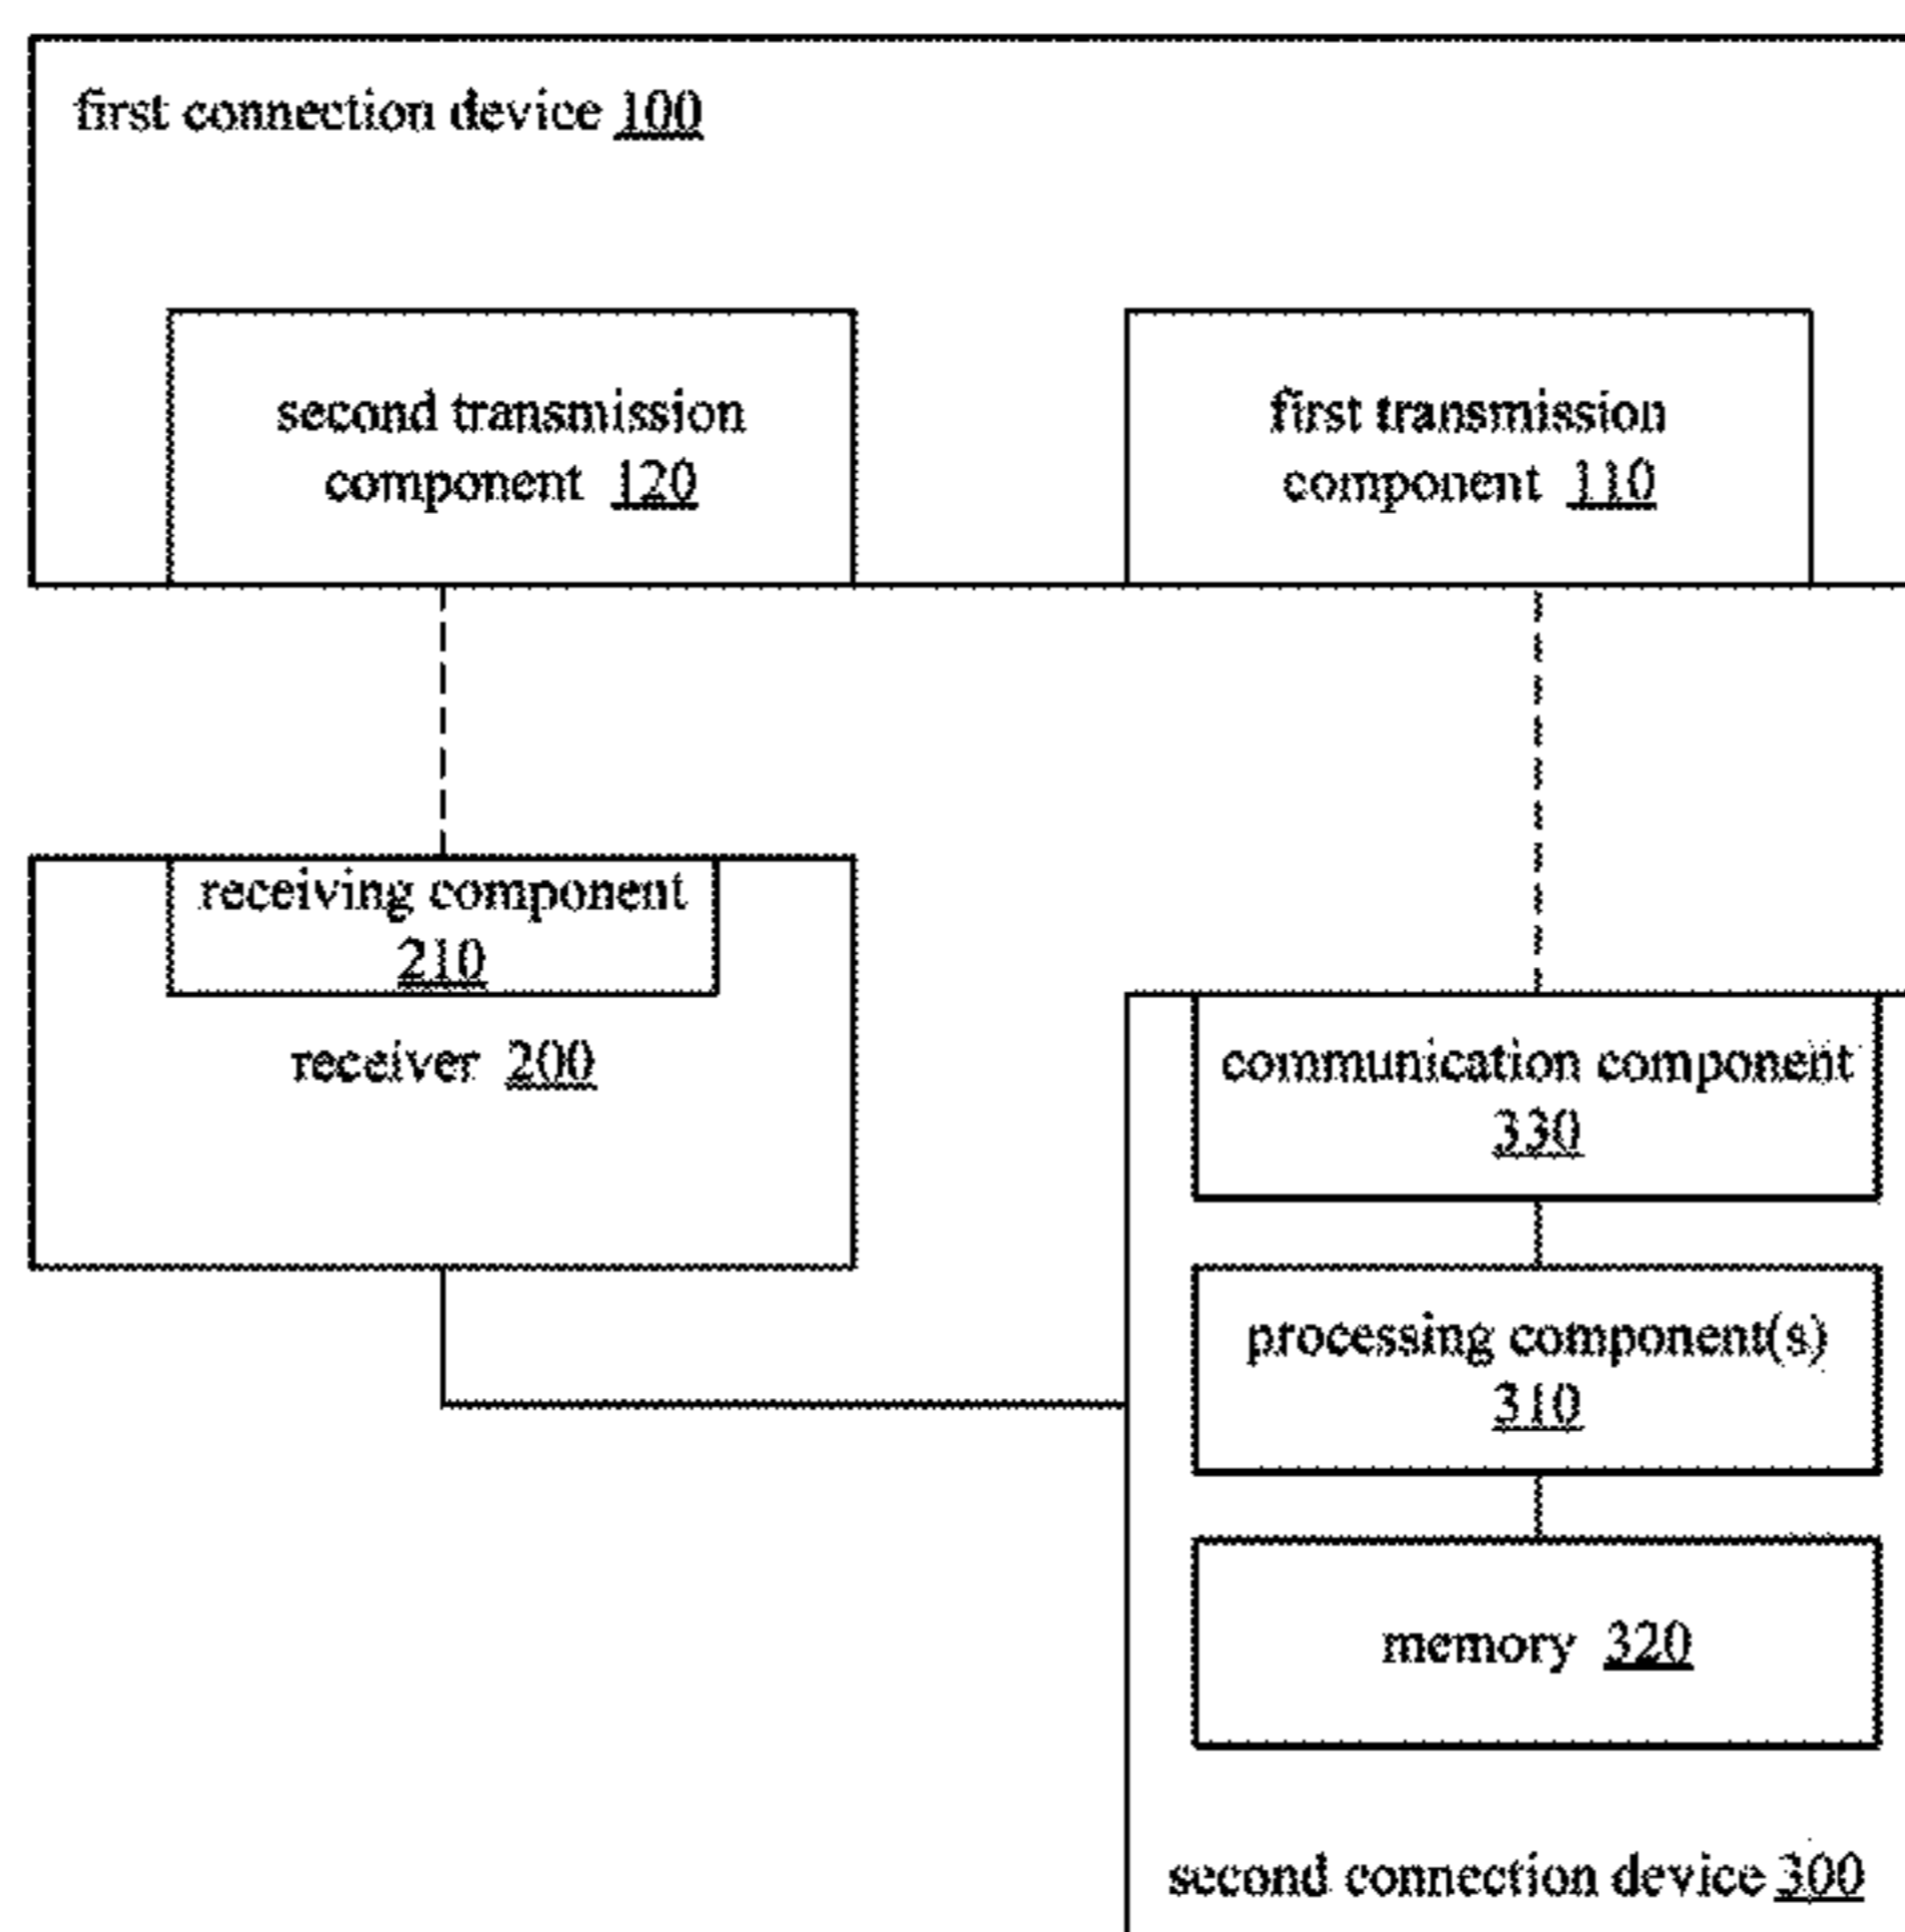 first connection device 100
second transmission
component 120
first transmission
component 110
receiving component
210
receiver 200
communication component
330
processing component(s)
310
memory 320
second connection device 300